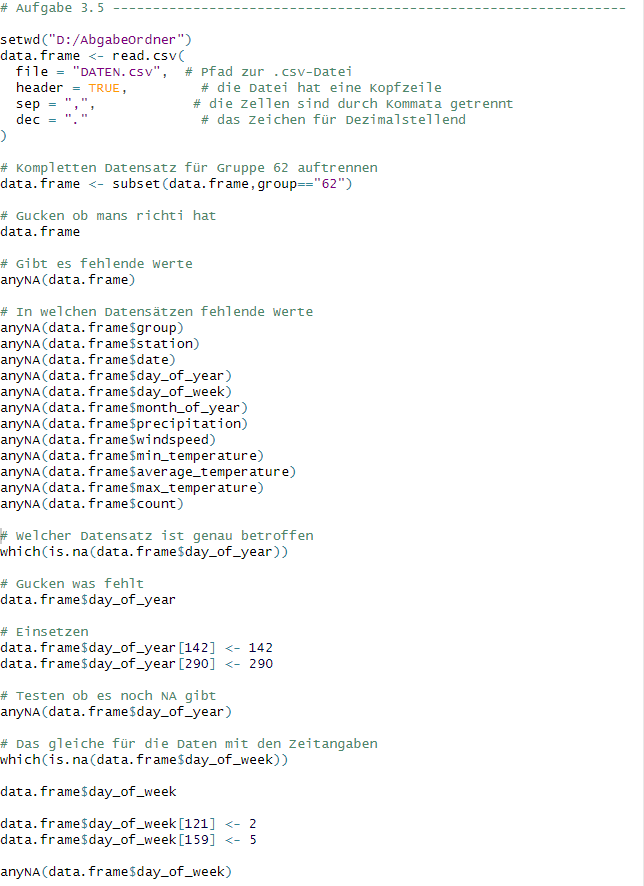 # Aufgabe 3.5 ------------------------------------------------------------------
setwd("D:/AbgabeOrdner")
data.frame <- read.csv(
  file = "DATEN.csv",  # Pfad zur .csv-Datei
  header = TRUE,         # die Datei hat eine Kopfzeile
  sep = ",",            # die Zellen sind durch Kommata getrennt
  dec = "."              # das Zeichen für Dezimalstellend
)
# Kompletten Datensatz für Gruppe 62 auftrennen
data.frame <- subset(data.frame,group=="62")
# Gucken ob mans richti hat
data.frame
# Gibt es fehlende Werte
anyNA(data.frame)
# In welchen Datensätzen fehlende Werte
anyNA(data.frame$group)
anyNA(data.frame$station)
anyNA(data.frame$date)
anyNA(data.frame$day_of_year)
anyNA(data.frame$day_of_week)
anyNA(data.frame$month_of_year)
anyNA(data.frame$precipitation)
anyNA(data.frame$windspeed)
anyNA(data.frame$min_temperature)
anyNA(data.frame$average_temperature)
anyNA(data.frame$max_temperature)
anyNA(data.frame$count)
# Welcher Datensatz ist genau betroffen
which(is.na(data.frame$day_of_year))
# Gucken was fehlt
data.frame$day_of_year
# Einsetzen
data.frame$day_of_year[142] <- 142
data.frame$day_of_year[290] <- 290
# Testen ob es noch NA gibt
anyNA(data.frame$day_of_year)
# Das gleiche für die Daten mit den Zeitangaben
which(is.na(data.frame$day_of_week))
data.frame$day_of_week
data.frame$day_of_week[121] <- 2
data.frame$day_of_week[159] <- 5
anyNA(data.frame$day_of_week)